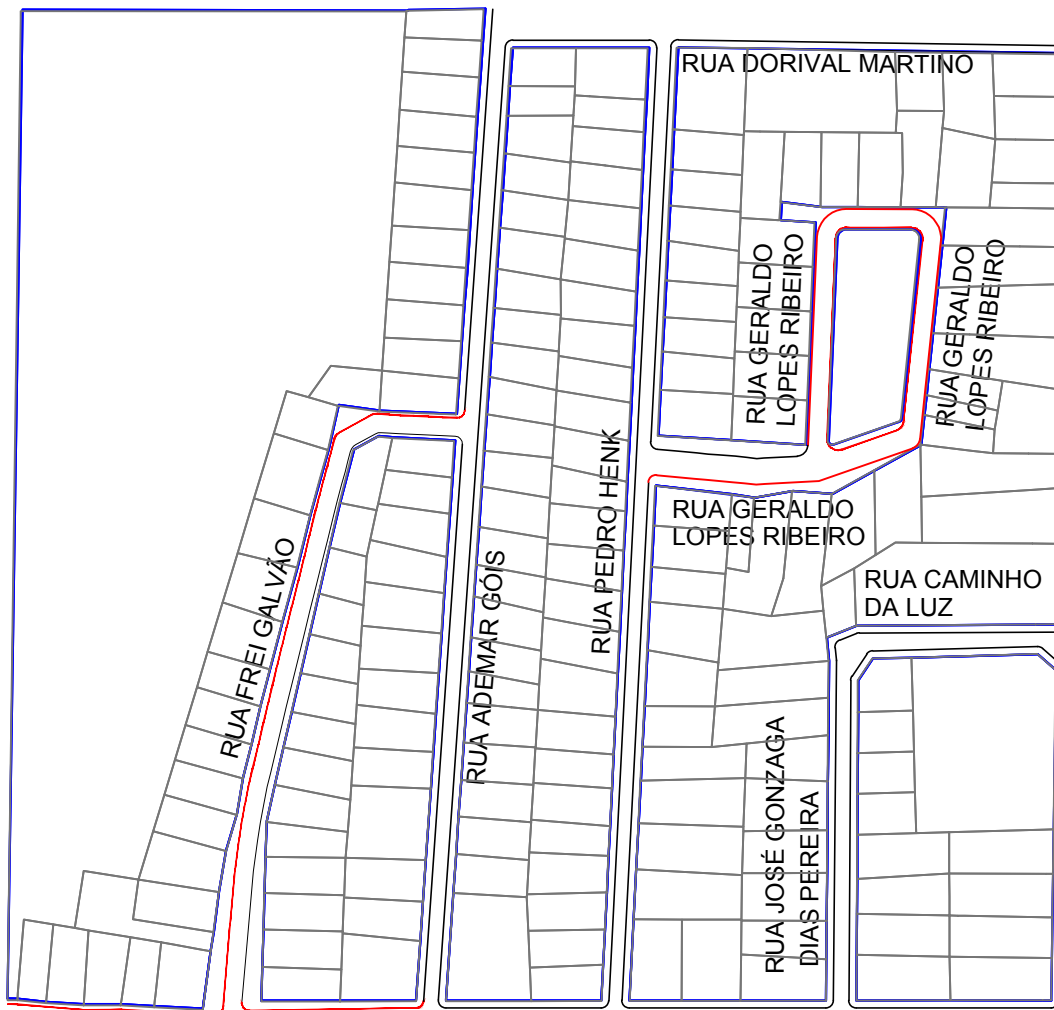 RUA DORIVAL MARTINO
RUA GERALDO
LOPES RIBEIRO
RUA GERALDO
LOPES RIBEIRO
RUA PEDRO HENK
RUA GERALDO
LOPES RIBEIRO
RUA FREI GALVÃO
RUA ADEMAR GÓIS
RUA CAMINHO
DA LUZ
RUA JOSÉ GONZAGA
DIAS PEREIRA